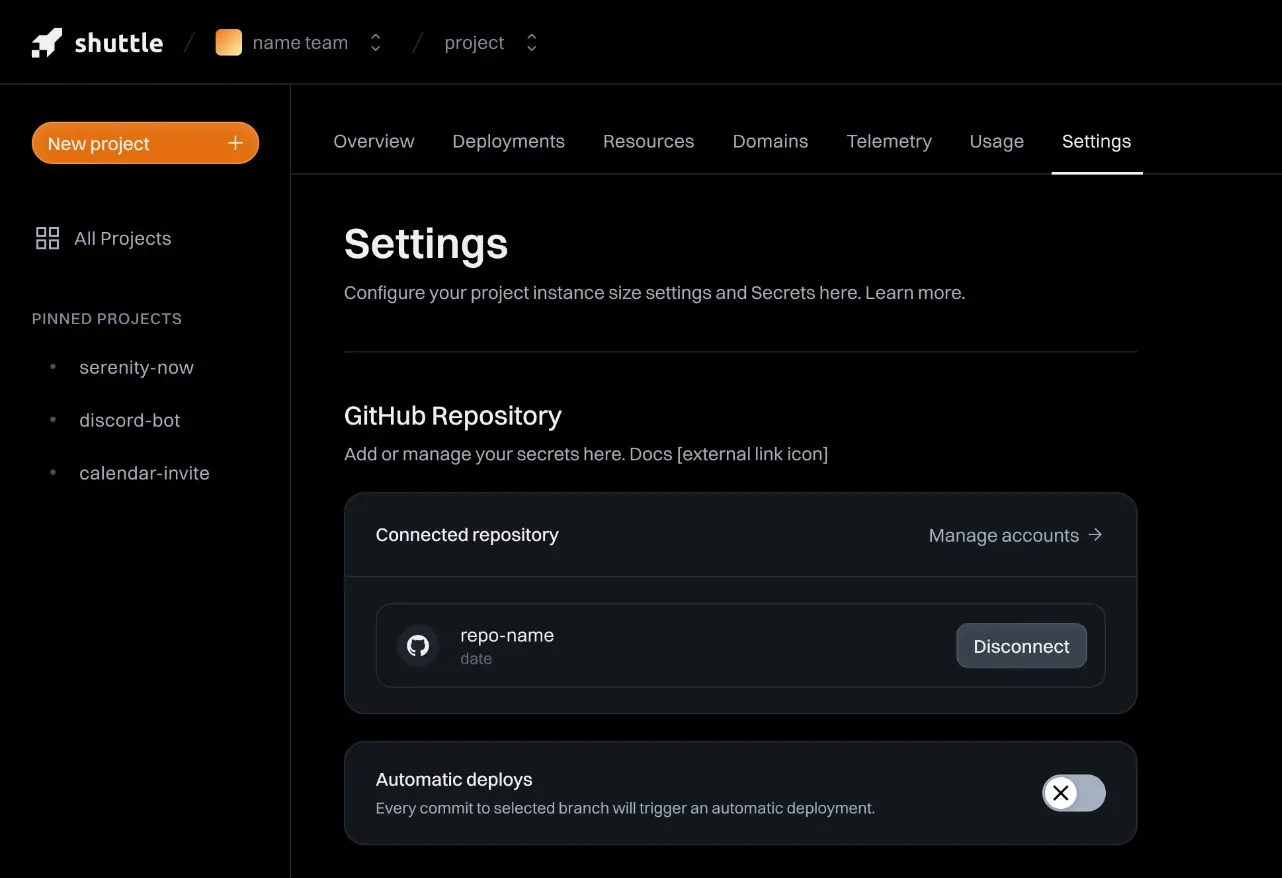 shuttle / name team / project
New project +
All Projects
PINNED PROJECTS
serenity-now
discord-bot
calendar-invite
Overview Deployments Resources Domains Telemetry Usage Settings
Settings
Configure your project instance size settings and Secrets here. Learn more.
GitHub Repository
Add or manage your secrets here. Docs [external link icon]
Connected repository Manage accounts →
repo-name
date
Disconnect
Automatic deploys
Every commit to selected branch will trigger an automatic deployment.